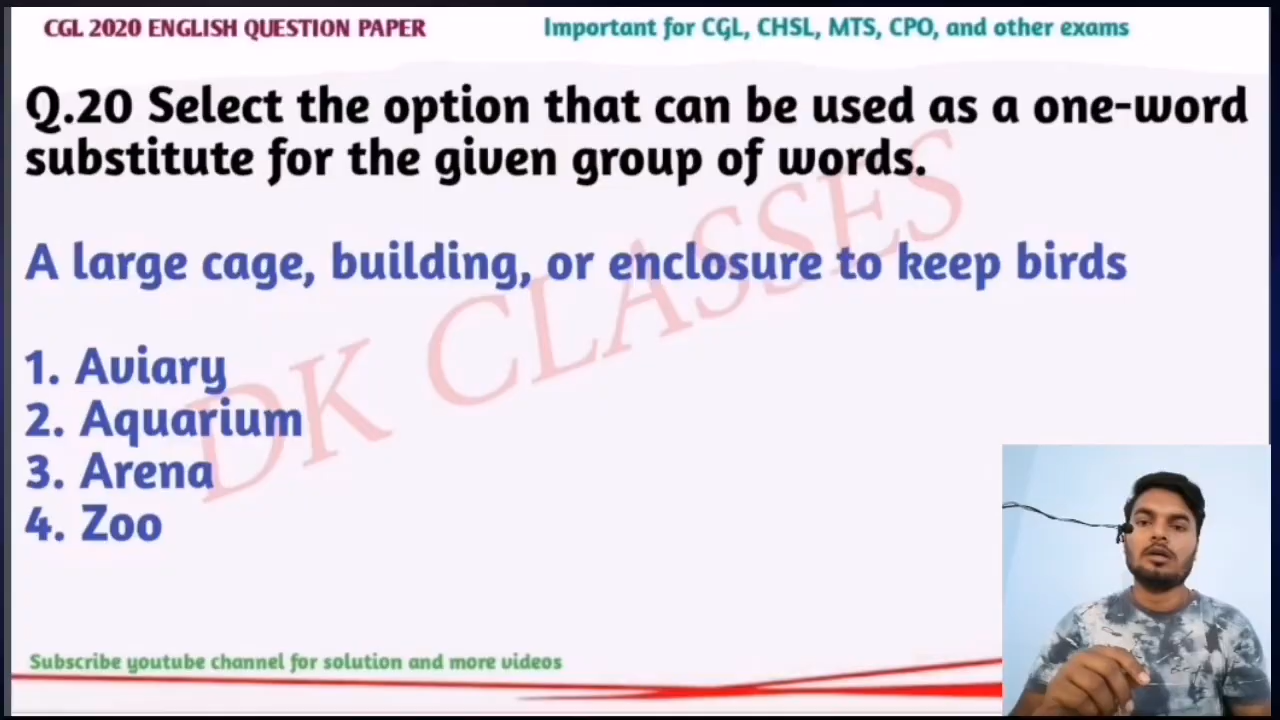 CGL 2020 ENGLISH QUESTION PAPER
Important for CGL, CHSL, MTS, CPO, and other exams
Q.20 Select the option that can be used as a one-word
substitute for the given group of words.
A large cage, building, or enclosure to keep birds
1. Aviary
2. Aquarium
3. Arena
4. Zoo
DK CLASSES
Subscribe youtube channel for solution and more videos